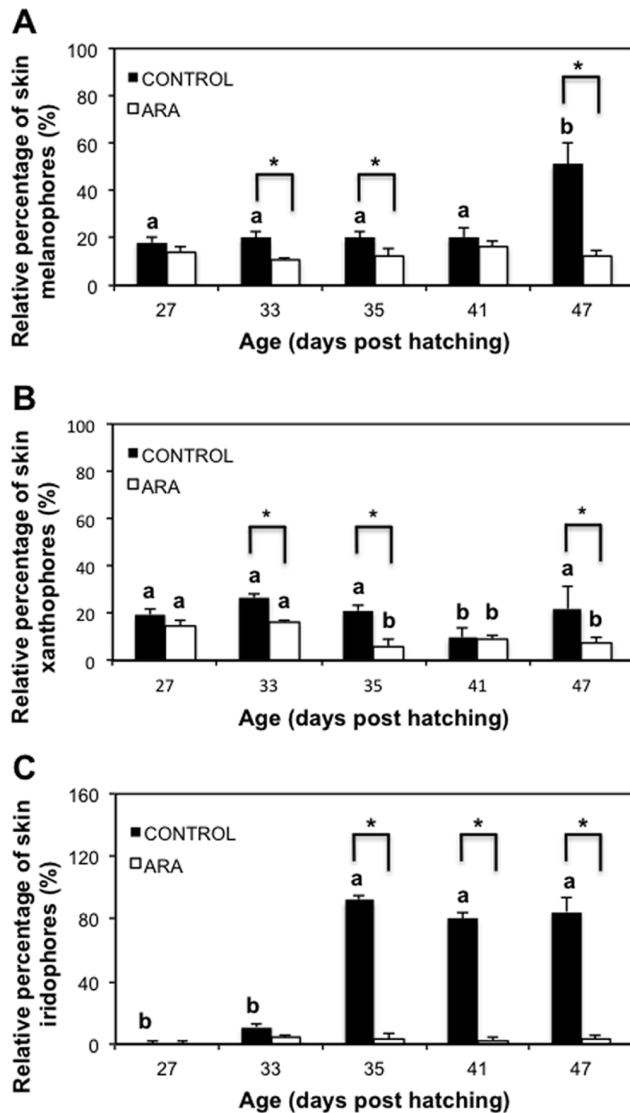 A
Relative percentage of skin
melanophores (%)
100
80
60
40
20
0
CONTROL
ARA
*
*
*
a
a
a
a
b
27
33
35
41
47
Age (days post hatching)
B
Relative percentage of skin
xanthophores (%)
100
80
60
40
20
0
CONTROL
ARA
*
*
*
a
a
a
a
a
b
b
b
a
b
27
33
35
41
47
Age (days post hatching)
C
Relative percentage of skin
iridophores (%)
160
120
80
40
0
CONTROL
ARA
*
*
*
b
b
a
a
a
27
33
35
41
47
Age (days post hatching)